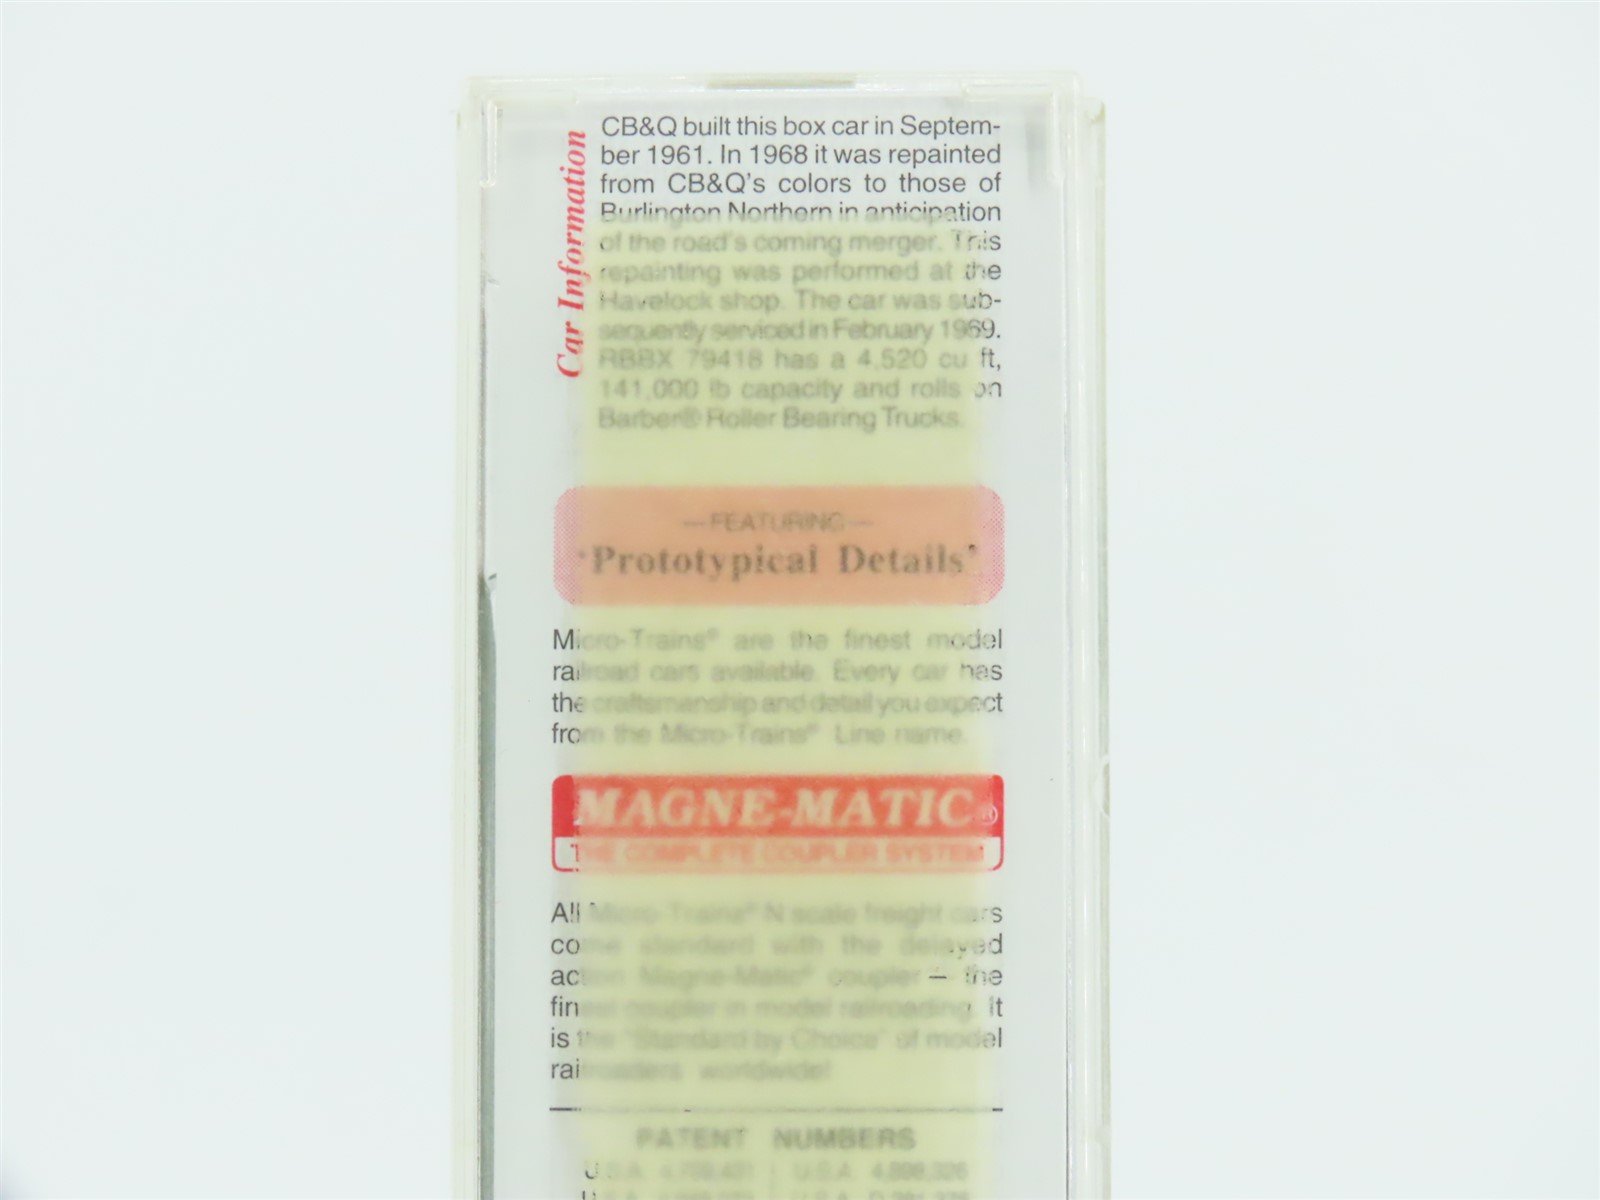 Car Information
CB&Q built this box car in Septem-
ber 1961. In 1968 it was repainted
from CB&Q's colors to those of
Burlington Northern in anticipation
of the road's coming merger. This
repainting was performed at the
Havelock shop. The car was sub-
sequently serviced in February 1969.
RBBX 79418 has a 4,520 cu ft,
141,000 lb capacity and rolls on
Barber® Roller Bearing Trucks.
—FEATURING—
'Prototypical Details'
Micro-Trains® are the finest model
railroad cars available. Every car has
the craftsmanship and detail you expect
from the Micro-Trains® Line name.
MAGNE-MATIC®
THE COMPLETE COUPLER SYSTEM
All Micro-Trains® N scale freight cars
come standard with the delayed
action Magne-Matic® coupler – the
finest coupler in model railroading. It
is the "Standard by Choice" of model
railroaders worldwide!
PATENT NUMBERS
U.S.A. U.S.A.
U.S.A. U.S.A.